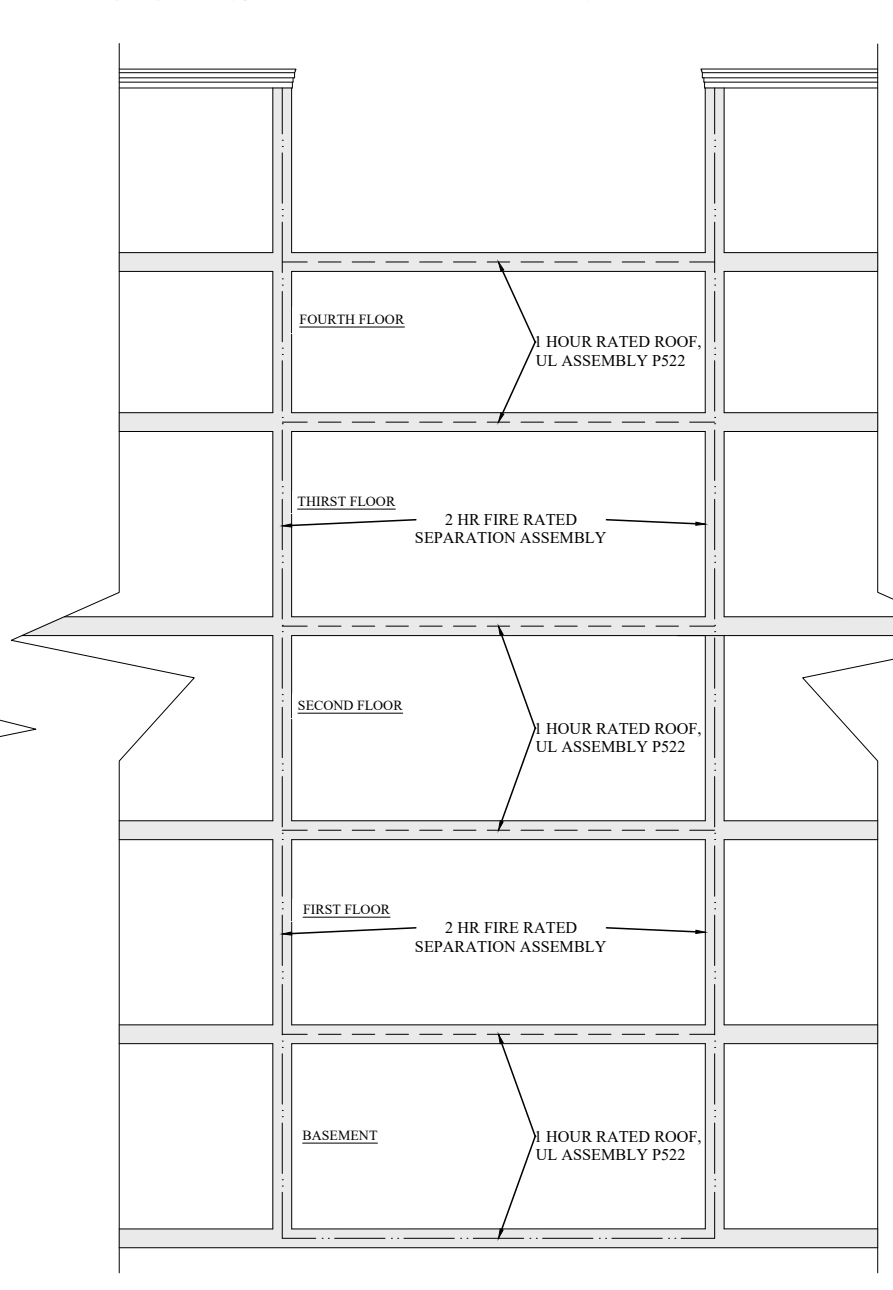 FOURTH FLOOR
1 HOUR RATED ROOF,
UL ASSEMBLY P522
THIRST FLOOR
2 HR FIRE RATED
SEPARATION ASSEMBLY
SECOND FLOOR
1 HOUR RATED ROOF,
UL ASSEMBLY P522
FIRST FLOOR
2 HR FIRE RATED
SEPARATION ASSEMBLY
BASEMENT
1 HOUR RATED ROOF,
UL ASSEMBLY P522